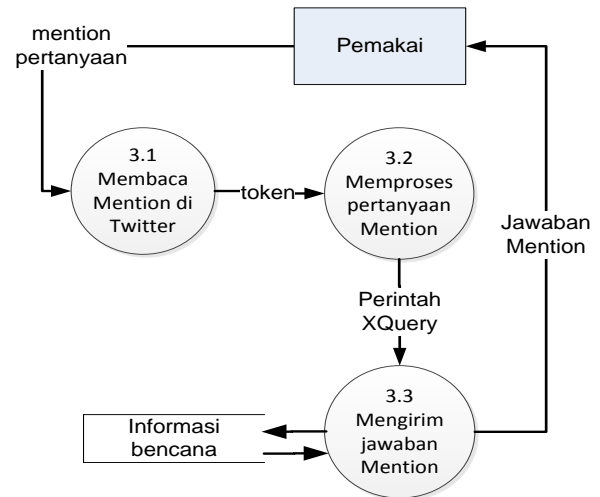 mention
pertanyaan
Pemakai
3.1
Membaca
Mention di
Twitter
token
3.2
Memproses
pertanyaan
Mention
Jawaban
Mention
Perintah
XQuery
3.3
Mengirim
jawaban
Mention
Informasi
bencana